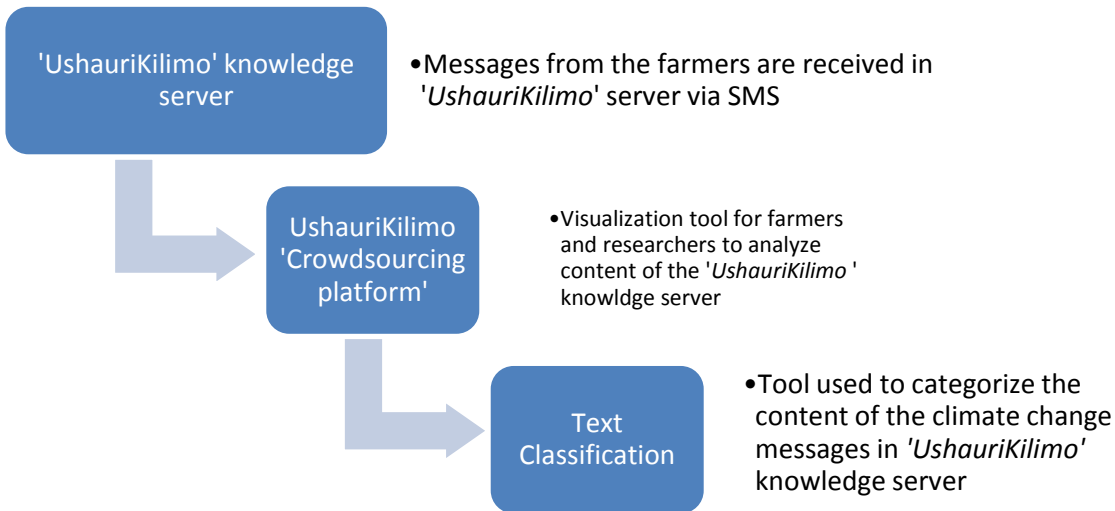 'UshauriKilimo' knowledge
server
•Messages from the farmers are received in
'UshauriKilimo' server via SMS
UshauriKilimo
'Crowdsourcing
platform'
•Visualization tool for farmers
and researchers to analyze
content of the 'UshauriKilimo '
knowldge server
Text
Classification
•Tool used to categorize the
content of the climate change
messages in 'UshauriKilimo'
knowledge server